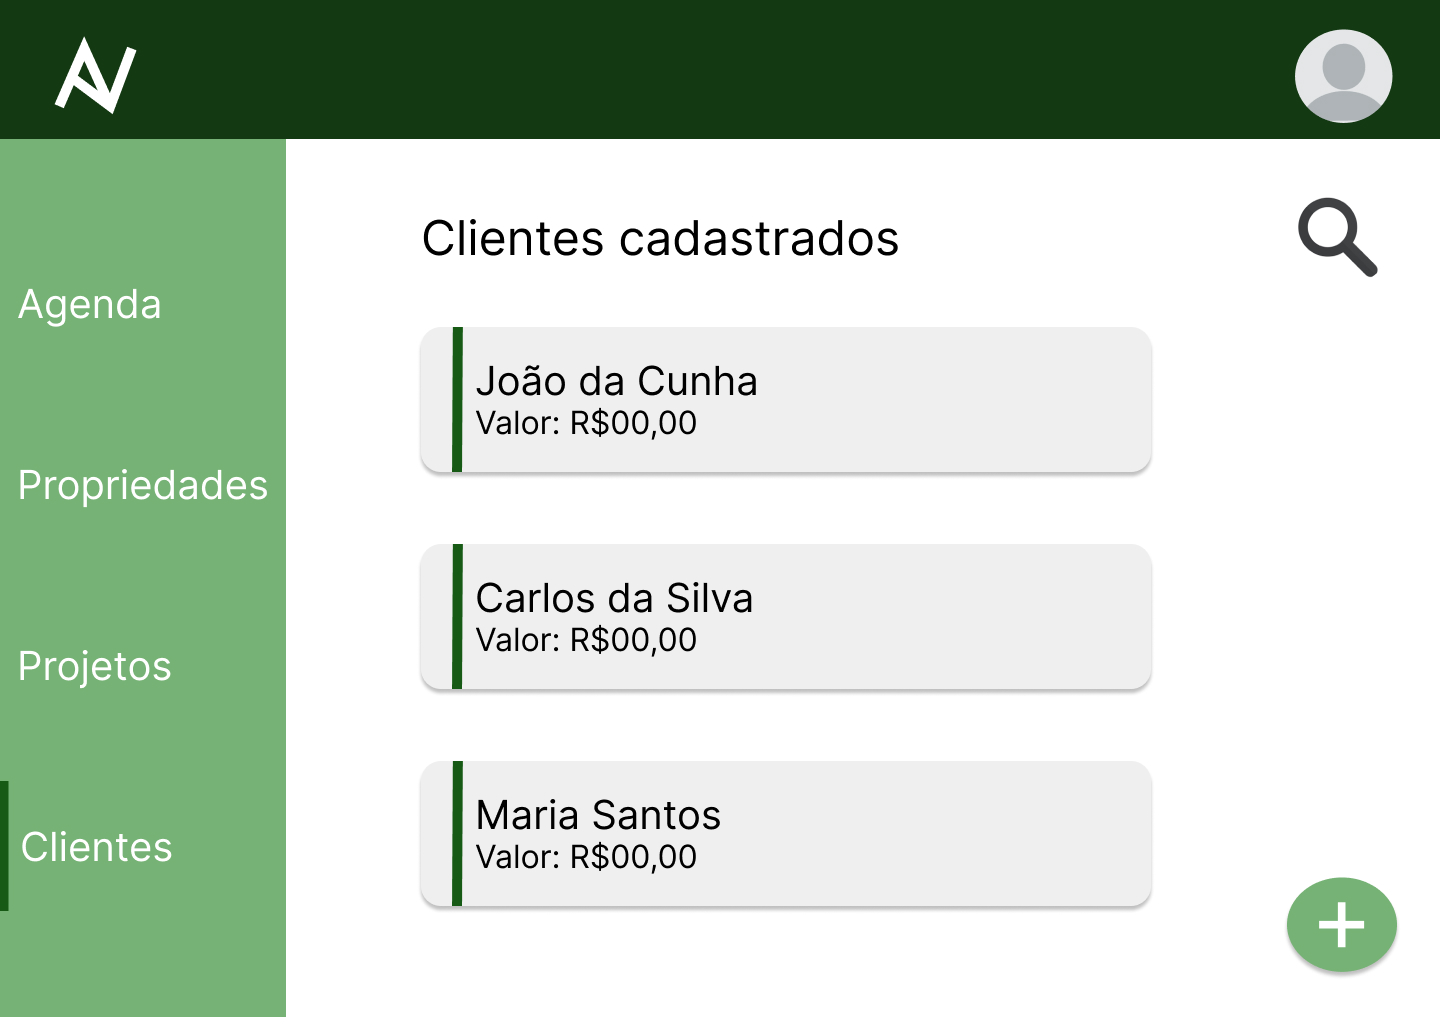 Clientes cadastrados
Agenda
Propriedades
Projetos
Clientes
João da Cunha
Valor: R$00,00
Carlos da Silva
Valor: R$00,00
Maria Santos
Valor: R$00,00